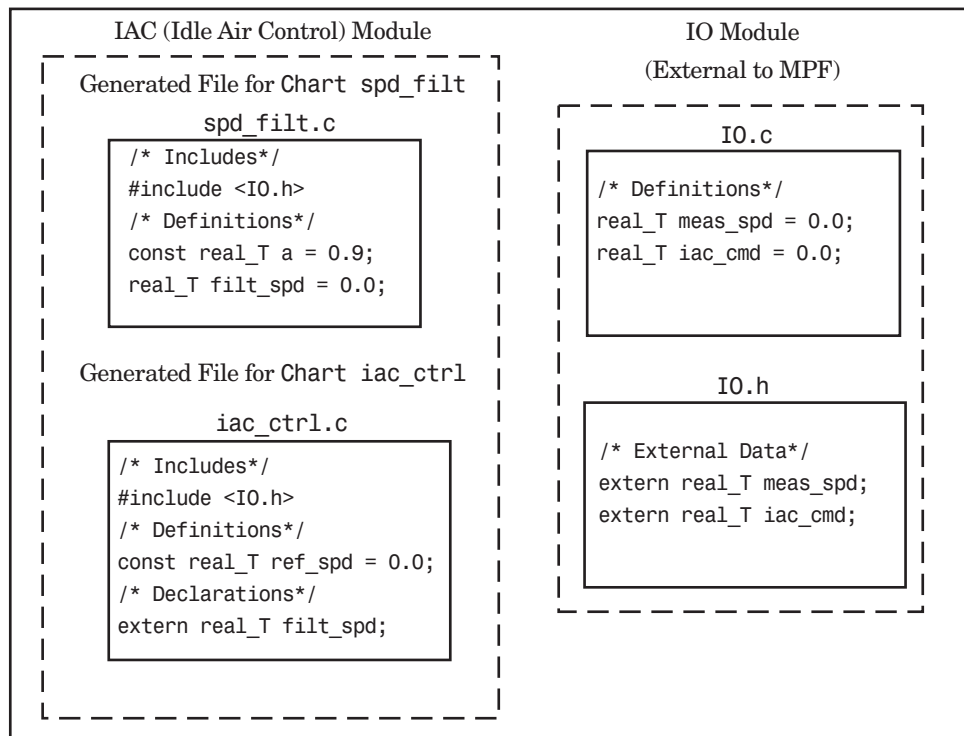 IAC (Idle Air Control) Module
Generated File for Chart spd_filt
spd_filt.c
/* Includes*/
#include <IO.h>
/* Definitions*/
const real_T a = 0.9;
real_T filt_spd = 0.0;
Generated File for Chart iac_ctrl
iac_ctrl.c
/* Includes*/
#include <IO.h>
/* Definitions*/
const real_T ref_spd = 0.0;
/* Declarations*/
extern real_T filt_spd;
IO Module
(External to MPF)
IO.c
/* Definitions*/
real_T meas_spd = 0.0;
real_T iac_cmd = 0.0;
IO.h
/* External Data*/
extern real_T meas_spd;
extern real_T iac_cmd;